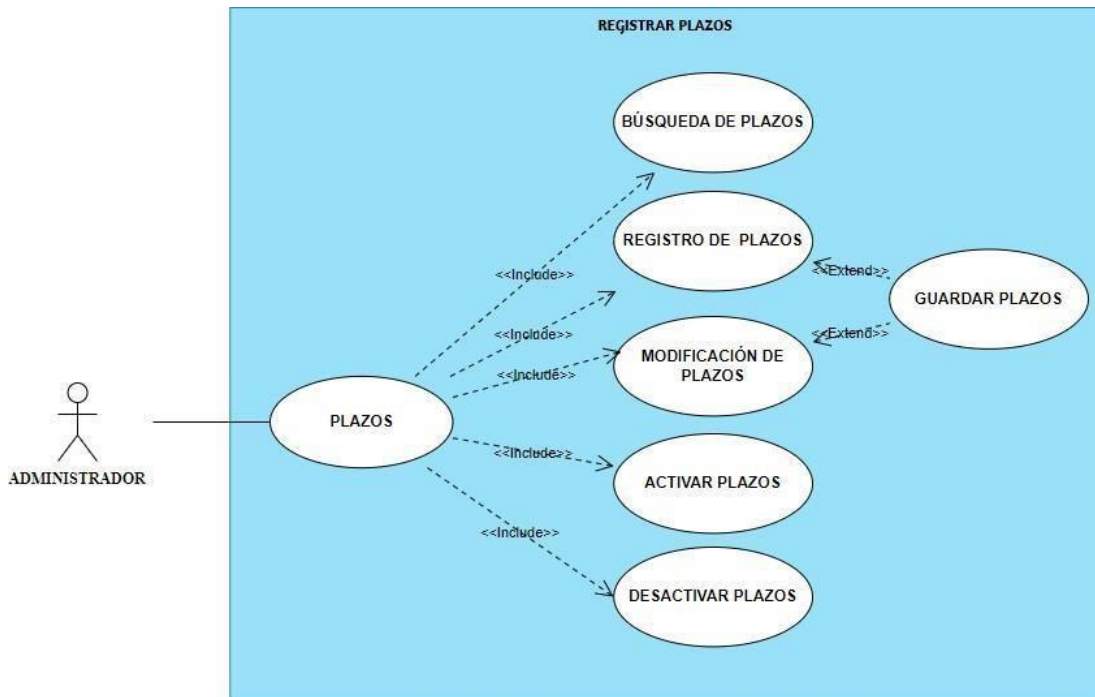 REGISTRAR PLAZOS
BÚSQUEDA DE PLAZOS
REGISTRO DE PLAZOS
<<Include>>
<<Extend>>
GUARDAR PLAZOS
<<Include>>
<<Extend>>
MODIFICACIÓN DE
PLAZOS
<<Include>>
PLAZOS
ADMINISTRADOR
<<Include>>
ACTIVAR PLAZOS
<<Include>>
DESACTIVAR PLAZOS